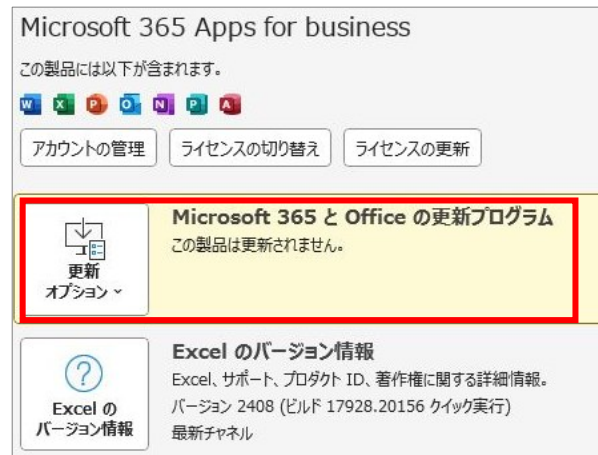 Microsoft 365 Apps for business
この製品には以下が含まれます。
アカウントの管理 ライセンスの切り替え ライセンスの更新
更新
オプション
Microsoft 365 と Office の更新プログラム
この製品は更新されません。
Excel の
バージョン情報
Excel のバージョン情報
Excel、サポート、プロダクト ID、著作権に関する詳細情報。
バージョン 2408 (ビルド 17928.20156 クイック実行)
最新チャネル